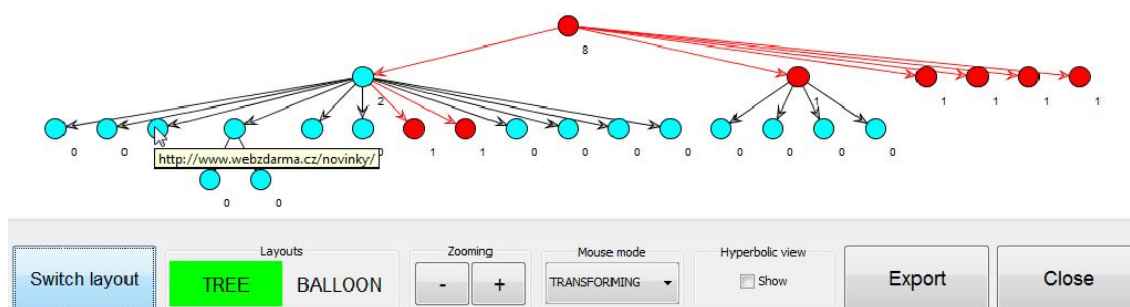 8
2 1 1 1 1 1
0 0 0 1 1 0 0 0 0 0 0 0 0
http://www.webzdarma.cz/novinky/
0 0
Layouts Zooming Mouse mode Hyperbolic view
Switch layout TREE BALLOON - + TRANSFORMING Show Export Close